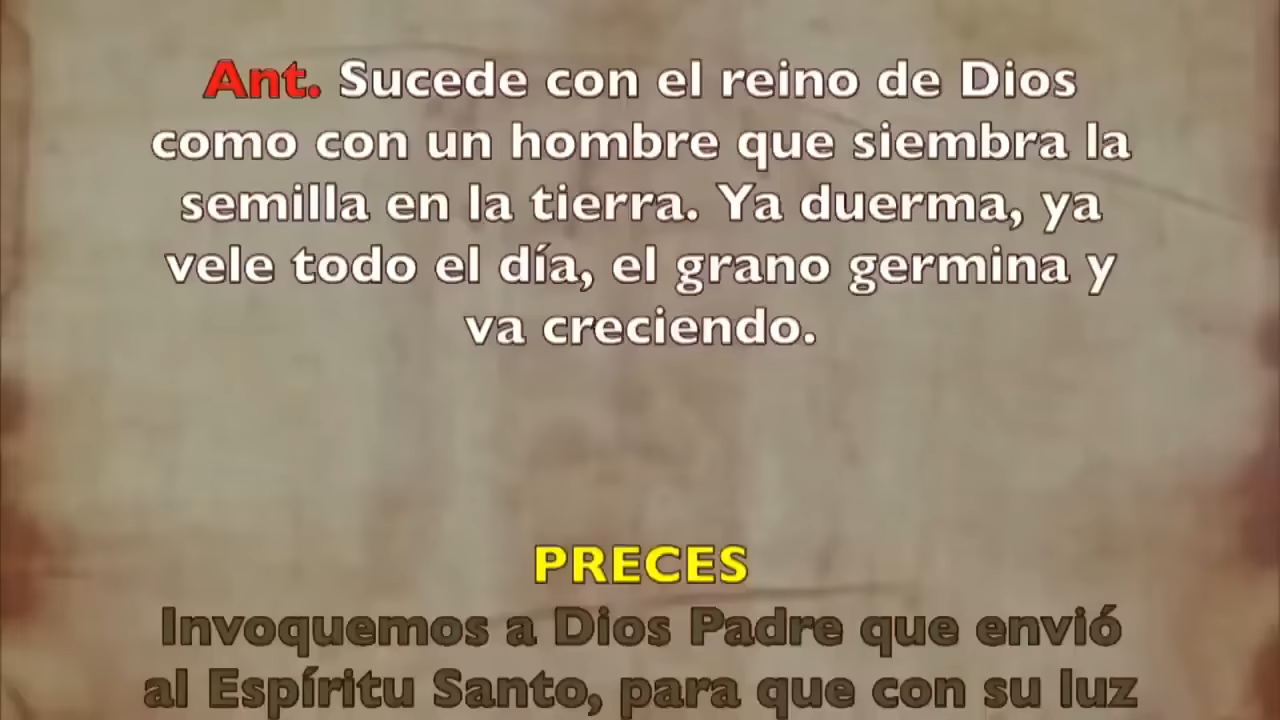 Ant. Sucede con el reino de Dios
como con un hombre que siembra la
semilla en la tierra. Ya duerma, ya
vele todo el día, el grano germina y
va creciendo.
PRECES
Invoquemos a Dios Padre que envió
al Espíritu Santo, para que con su luz